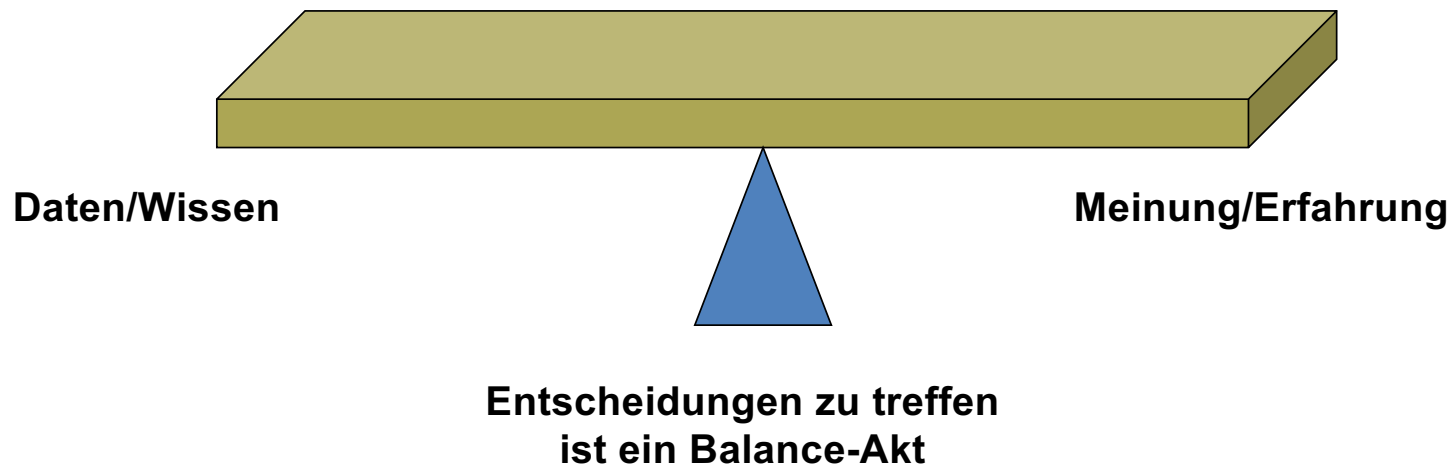 Daten/Wissen
Meinung/Erfahrung
Entscheidungen zu treffen
ist ein Balance-Akt